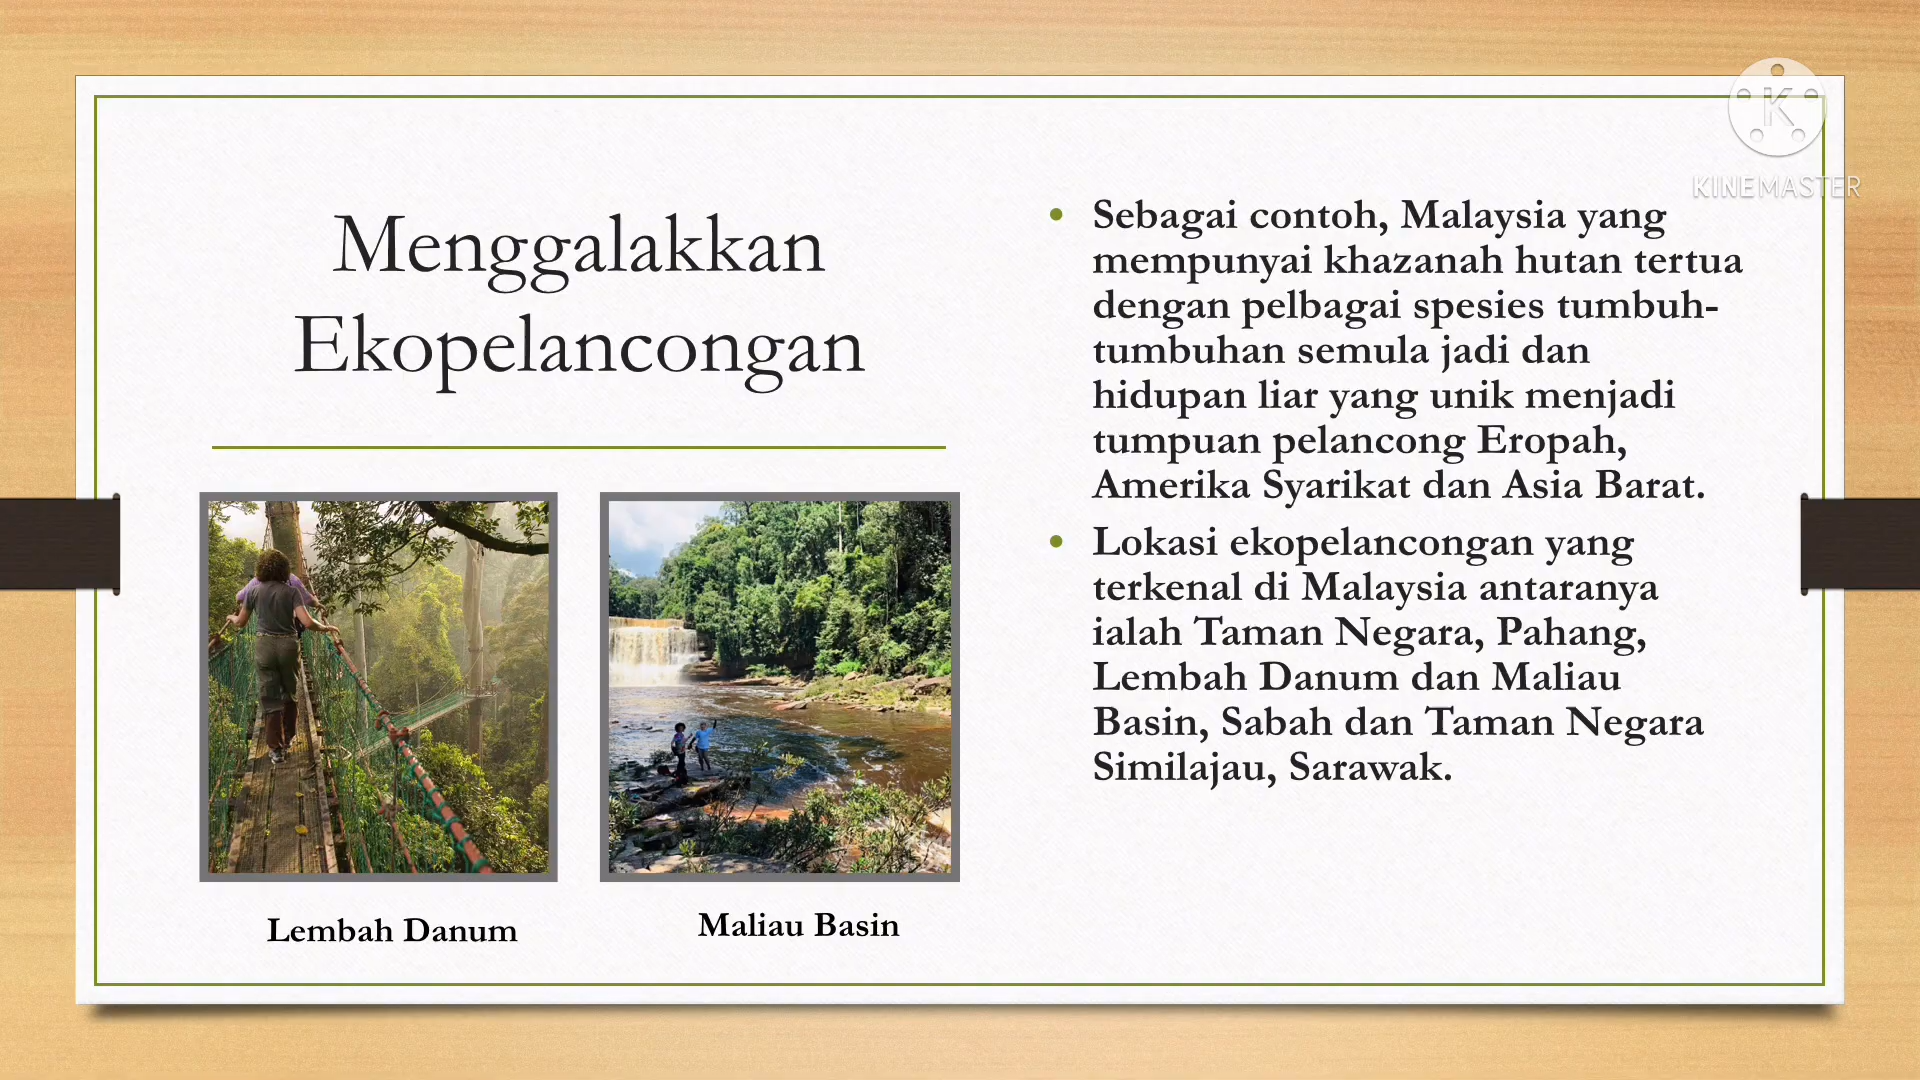 Menggalakkan
Ekopelancongan
Lembah Danum
Maliau Basin
Sebagai contoh, Malaysia yang
mempunyai khazanah hutan tertua
dengan pelbagai spesies tumbuh-
tumbuhan semula jadi dan
hidupan liar yang unik menjadi
tumpuan pelancong Eropah,
Amerika Syarikat dan Asia Barat.
Lokasi ekopelancongan yang
terkenal di Malaysia antaranya
ialah Taman Negara, Pahang,
Lembah Danum dan Maliau
Basin, Sabah dan Taman Negara
Similajau, Sarawak.
K
KINEMASTER